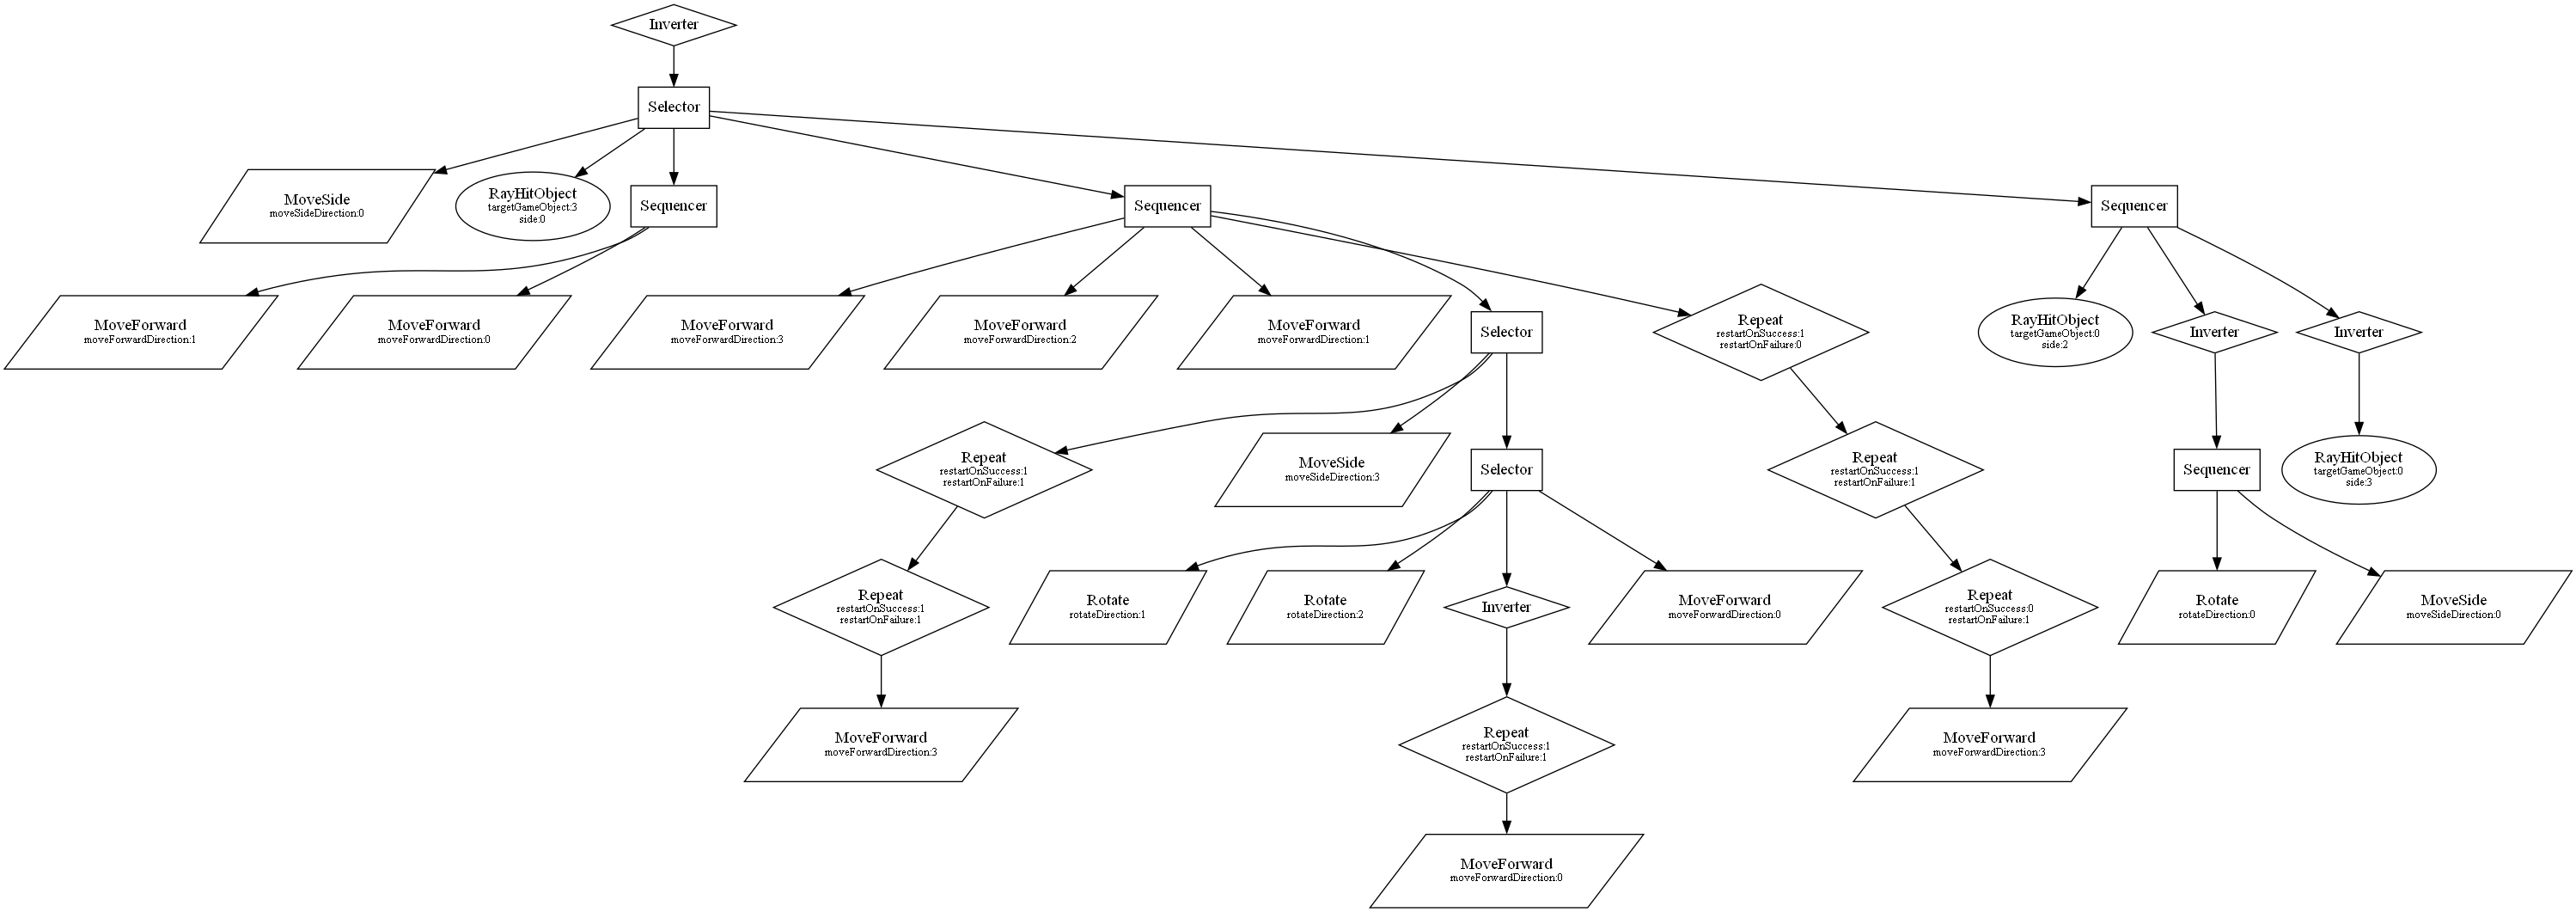 Inverter
Selector
MoveSide
moveSideDirection:0
RayHitObject
targetGameObject:3
side:0
Sequencer
Sequencer
Sequencer
MoveForward
moveForwardDirection:1
MoveForward
moveForwardDirection:0
MoveForward
moveForwardDirection:3
MoveForward
moveForwardDirection:2
MoveForward
moveForwardDirection:1
Selector
Repeat
restartOnSuccess:1
restartOnFailure:0
RayHitObject
targetGameObject:0
side:2
Inverter
Inverter
Repeat
restartOnSuccess:1
restartOnFailure:1
MoveSide
moveSideDirection:3
Selector
Repeat
restartOnSuccess:1
restartOnFailure:1
Sequencer
RayHitObject
targetGameObject:0
side:3
Repeat
restartOnSuccess:1
restartOnFailure:1
Rotate
rotateDirection:1
Rotate
rotateDirection:2
Inverter
MoveForward
moveForwardDirection:0
Repeat
restartOnSuccess:0
restartOnFailure:1
Rotate
rotateDirection:0
MoveSide
moveSideDirection:0
MoveForward
moveForwardDirection:3
Repeat
restartOnSuccess:1
restartOnFailure:1
MoveForward
moveForwardDirection:3
MoveForward
moveForwardDirection:0